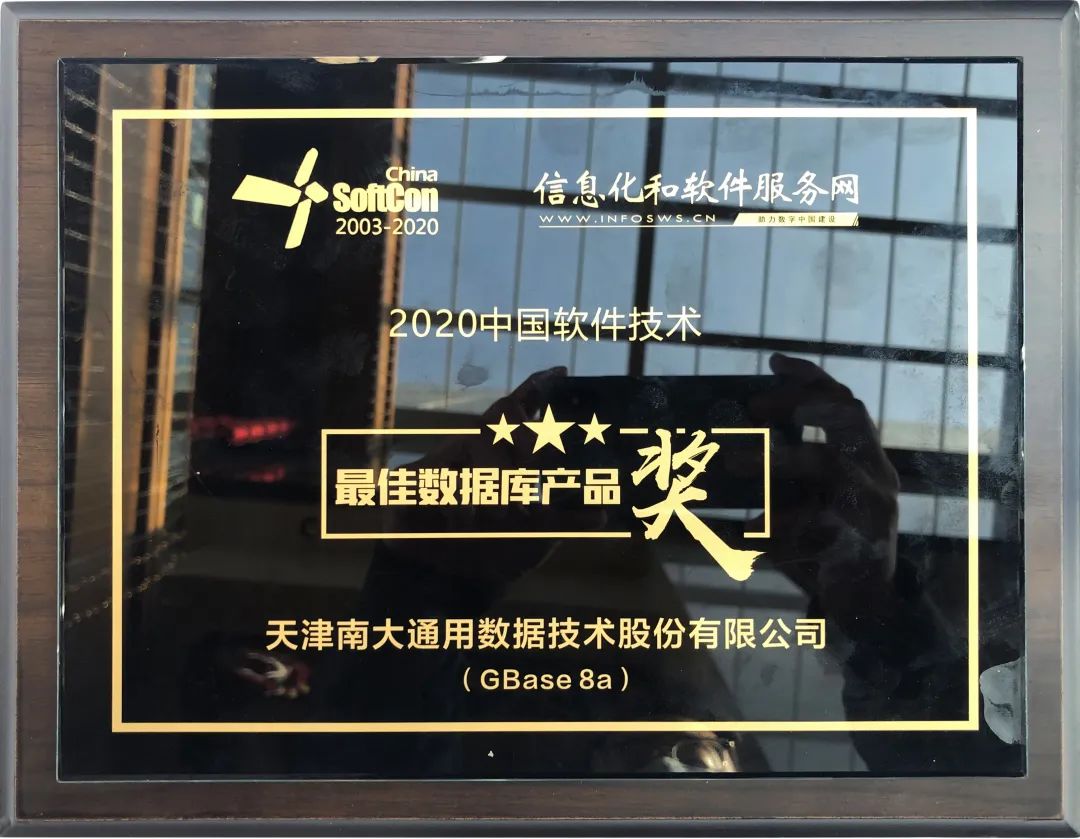 China
SoftCon
2003-2020
信息化和软件服务网
WWW.INFOSWS.CN
助力数字中国建设
2020中国软件技术
最佳数据库产品奖
天津南大通用数据技术股份有限公司
（GBase 8a）